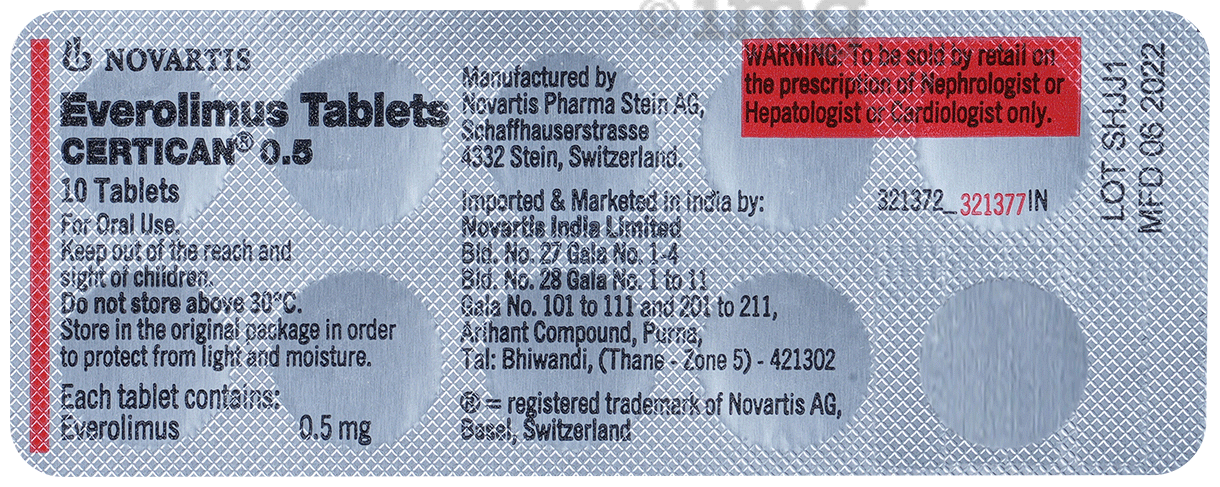 NOVARTIS
Everolimus Tablets
CERTICAN® 0.5
10 Tablets
For Oral Use.
Keep out of the reach and
sight of children.
Do not store above 30°C.
Store in the original package in order
to protect from light and moisture.
Each tablet contains:
Everolimus 0.5 mg
Manufactured by
Novartis Pharma Stein AG,
Schaffhauserstrasse
4332 Stein, Switzerland.
Imported & Marketed in India by:
Novartis India Limited
Bld. No. 27 Gala No. 1-4
Bld. No. 28 Gala No. 1 to 11
Gala No. 101 to 111 and 201 to 211,
Arihant Compound, Purna,
Tal: Bhiwandi, (Thane - Zone 5) - 421302
® = registered trademark of Novartis AG,
Basel, Switzerland
WARNING: To be sold by retail on
the prescription of Nephrologist or
Hepatologist or Cardiologist only.
321372_321377IN
LOT SHJJ1
MFD 06 2022